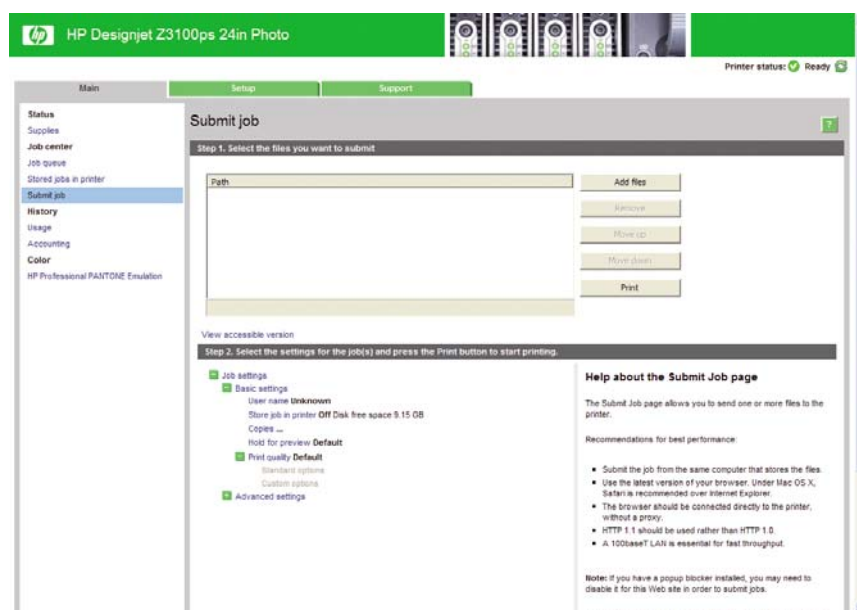 hp HP Designjet Z3100ps 24in Photo
Printer status: Ready
Main Setup Support
Status
Supplies
Job center
Job queue
Stored jobs in printer
Submit job
History
Usage
Accounting
Color
HP Professional PANTONE Emulation
Submit job
?
Step 1. Select the files you want to submit
Path
Add files
Remove
Move up
Move down
Print
View accessible version
Step 2. Select the settings for the job(s) and press the Print button to start printing.
Job settings
Basic settings
User name Unknown
Store job in printer Off Disk free space 9.15 GB
Copies ...
Hold for preview Default
Print quality Default
Standard options
Custom options
Advanced settings
Help about the Submit Job page
The Submit Job page allows you to send one or more files to the
printer.
Recommendations for best performance:
Submit the job from the same computer that stores the files.
Use the latest version of your browser. Under Mac OS X,
Safari is recommended over Internet Explorer.
The browser should be connected directly to the printer,
without a proxy.
HTTP 1.1 should be used rather than HTTP 1.0.
A 100baseT LAN is essential for fast throughput.
Note: If you have a popup blocker installed, you may need to
disable it for this Web site in order to submit jobs.